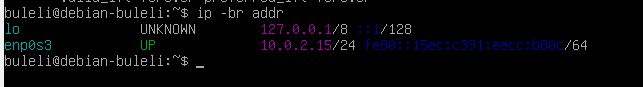 buleli@debian-buleli:~$ ip -br addr
lo UNKNOWN 127.0.0.1/8 ::1/128
enp0s3 UP 10.0.2.15/24 fe80::15ec:c391:eecc:b80c/64
buleli@debian-buleli:~$ _